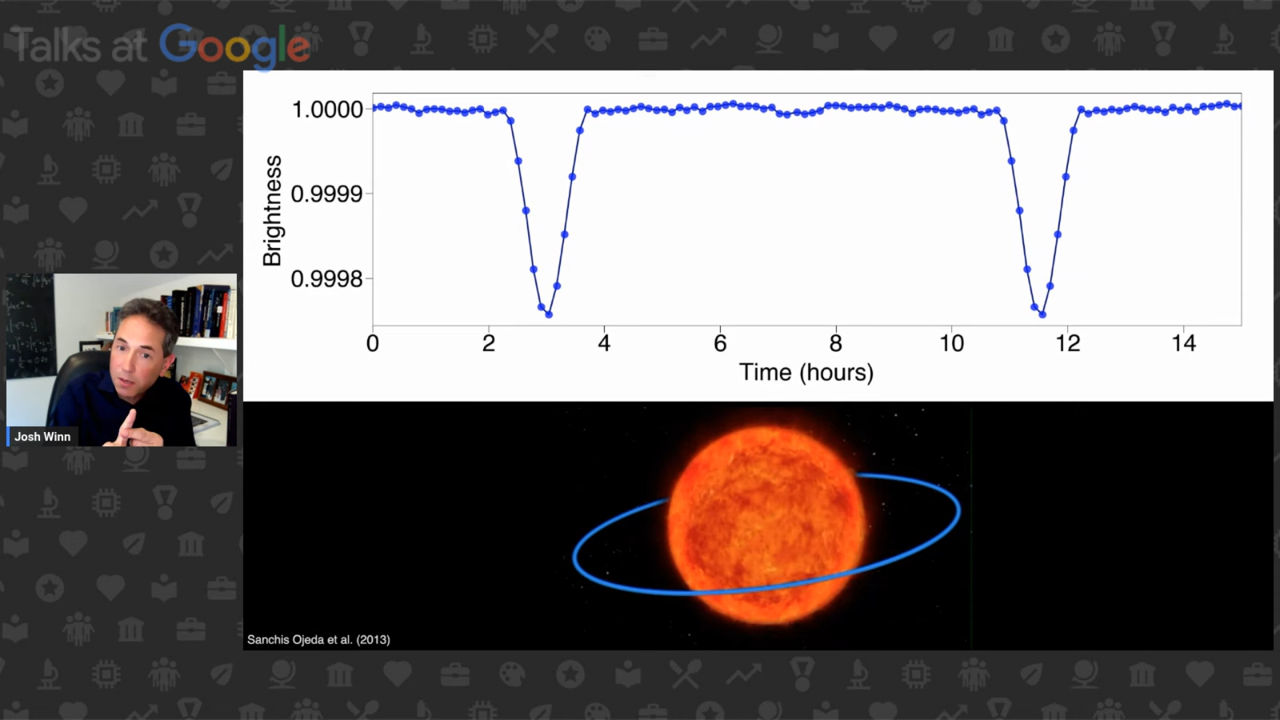 Talks at Google
1.0000
0.9999
0.9998
Brightness
0
2
4
6
8
10
12
14
Time (hours)
Josh Winn
Sanchis Ojeda et al. (2013)